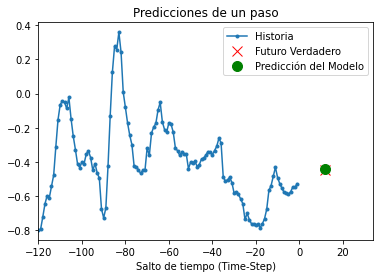 Predicciones de un paso
Historia
Futuro Verdadero
Predicción del Modelo
0.4
0.2
0.0
−0.2
−0.4
−0.6
−0.8
−120 −100 −80 −60 −40 −20 0 20
Salto de tiempo (Time-Step)